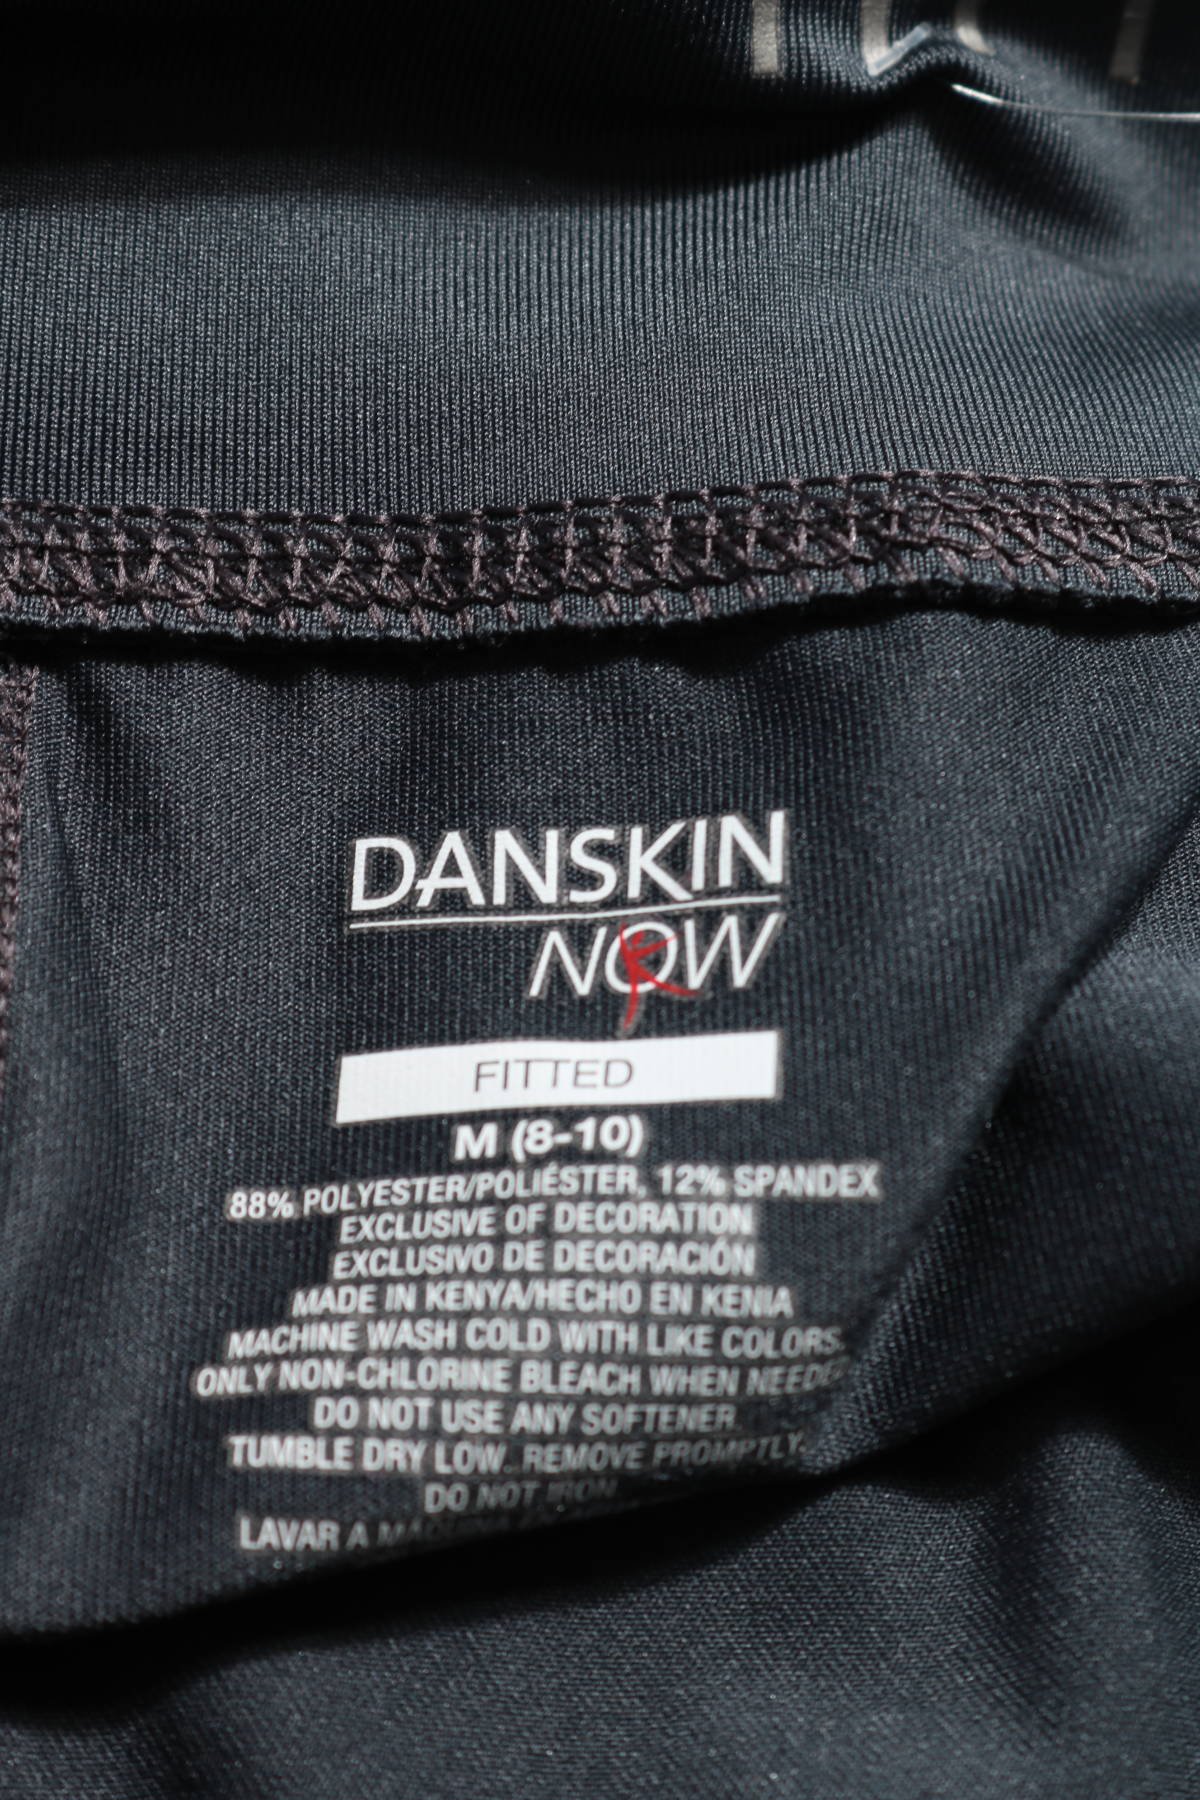 DANSKIN
NOW
FITTED
M (8-10)
88% POLYESTER/POLIÉSTER, 12% SPANDEX
EXCLUSIVE OF DECORATION
EXCLUSIVO DE DECORACIÓN
MADE IN KENYA/HECHO EN KENIA
MACHINE WASH COLD WITH LIKE COLORS.
ONLY NON-CHLORINE BLEACH WHEN NEEDED
DO NOT USE ANY SOFTENER.
TUMBLE DRY LOW. REMOVE PROMPTLY.
DO NOT IRON
LAVAR A MAQUINA EN